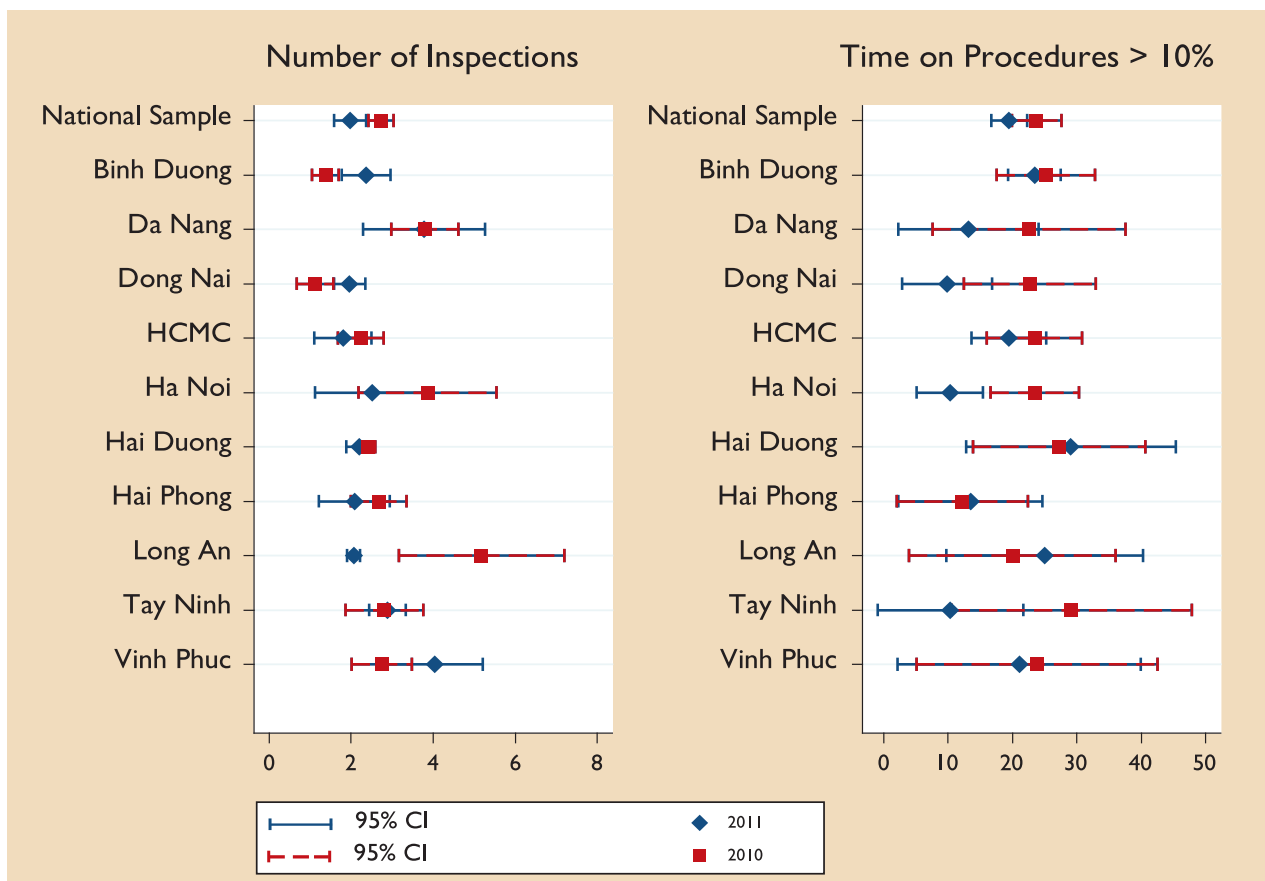 Number of Inspections
National Sample
Binh Duong
Da Nang
Dong Nai
HCMC
Ha Noi
Hai Duong
Hai Phong
Long An
Tay Ninh
Vinh Phuc
0 2 4 6 8
Time on Procedures > 10%
National Sample
Binh Duong
Da Nang
Dong Nai
HCMC
Ha Noi
Hai Duong
Hai Phong
Long An
Tay Ninh
Vinh Phuc
0 10 20 30 40 50
95% CI 2011
95% CI 2010